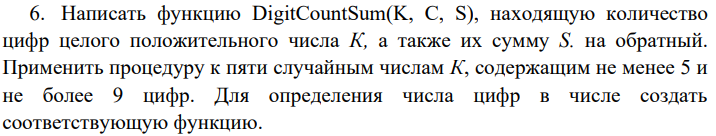 6. Написать функцию DigitCountSum(K, C, S), находящую количество
цифр целого положительного числа К, а также их сумму S. на обратный.
Применить процедуру к пяти случайным числам К, содержащим не менее 5 и
не более 9 цифр. Для определения числа цифр в числе создать
соответствующую функцию.